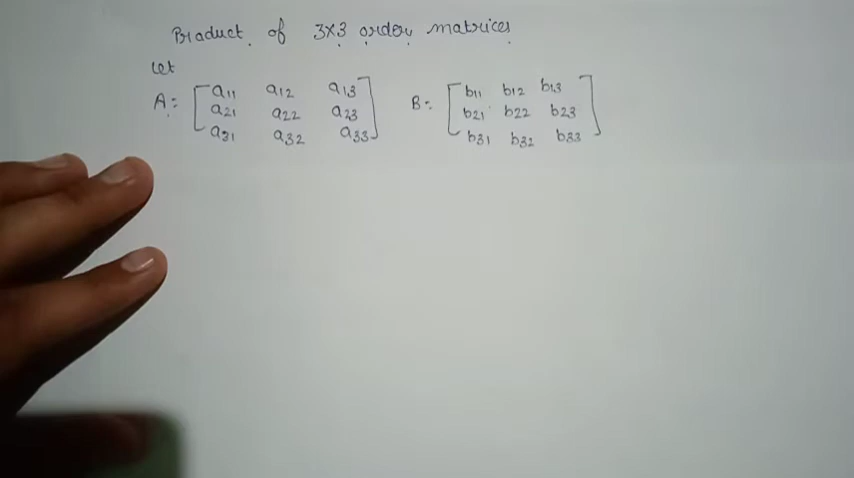 Product of 3×3 order matrices
Let
A = [ a11 a12 a13 B = [ b11 b12 b13
a21 a22 a23 b21 b22 b23
a31 a32 a33 ] b31 b32 b33 ]